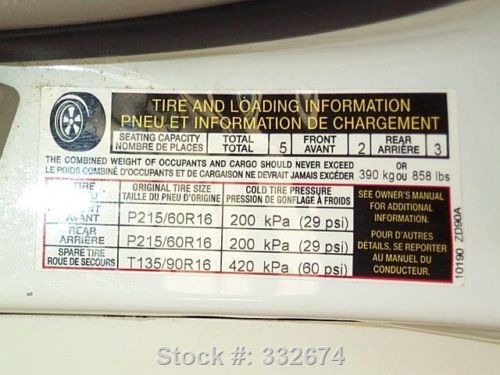 TIRE AND LOADING INFORMATION
PNEU ET INFORMATION DE CHARGEMENT
SEATING CAPACITY NOMBRE DE PLACES TOTAL TOTAL 5 FRONT AVANT 2 REAR ARRIÈRE 3
THE COMBINED WEIGHT OF OCCUPANTS AND CARGO SHOULD NEVER EXCEED
LE POIDS COMBINÉ D'OCCUPANTS ET DE CARGAISON NE DEVRAIT JAMAIS EXCÉDER 390 kg or ou 858 lbs
TIRE ORIGINAL TIRE SIZE COLD TIRE PRESSURE
TAILLE DU PNEU D'ORIGINE PRESSION DE GONFLAGE À FROIDS
AVANT P215/60R16 200 kPa (29 psi)
REAR
ARRIÈRE P215/60R16 200 kPa (29 psi)
SPARE TIRE
ROUE DE SECOURS T135/90R16 420 kPa (60 psi)
SEE OWNER'S MANUAL
FOR ADDITIONAL
INFORMATION.
POUR D'AUTRES
DÉTAILS, SE REPORTER
AU MANUEL DU
CONDUCTEUR.
10190 ZD90A
Stock #: 332674